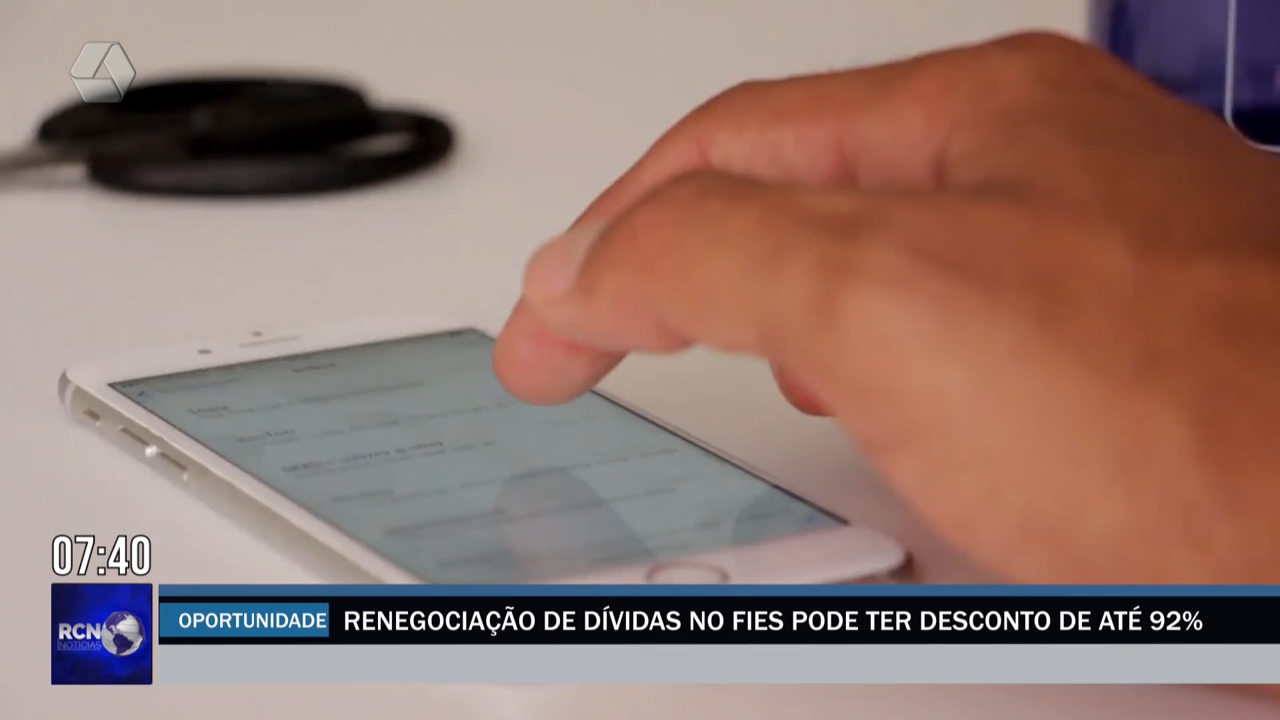 07:40
RCN
NOTÍCIAS
OPORTUNIDADE
RENEGOCIAÇÃO DE DÍVIDAS NO FIES PODE TER DESCONTO DE ATÉ 92%